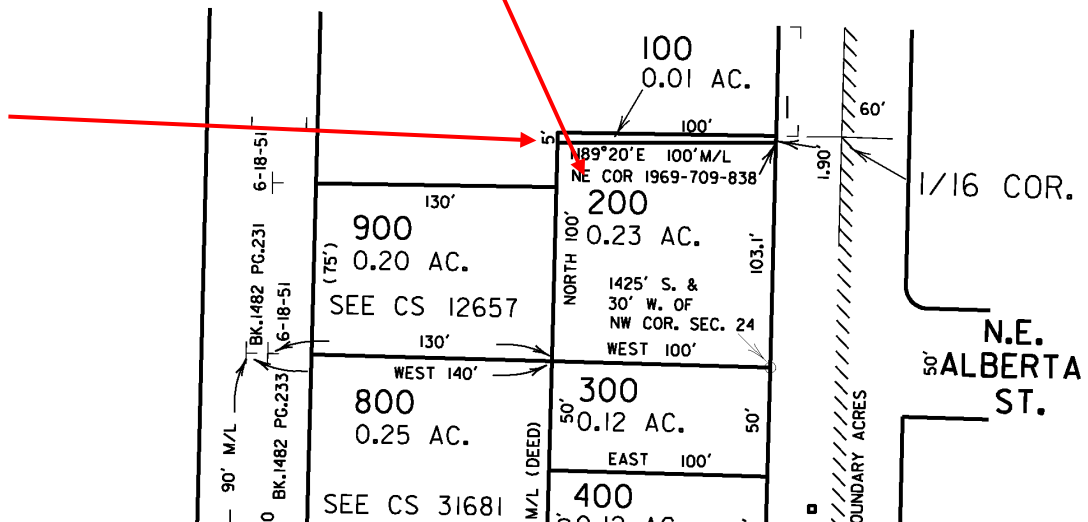 100
0.01 AC.
60'
100'
5'
N89°20'E 100'M/L
NE COR 1969-709-838
1.90'
1/16 COR.
6-18-51
130'
200
0.23 AC.
900
0.20 AC.
(75')
NORTH 100'
103.1'
BK.1482 PG.231
6-18-51
SEE CS 12657
1425' S. &
30' W. OF
NW COR. SEC. 24
N.E.
ALBERTA
ST.
50'
130'
WEST 100'
WEST 140'
800
0.25 AC.
300
0.12 AC.
50'
50'
90' M/L
BK.1482 PG.233
M/L (DEED)
EAST 100'
OUNDARY ACRES
SEE CS 31681
400